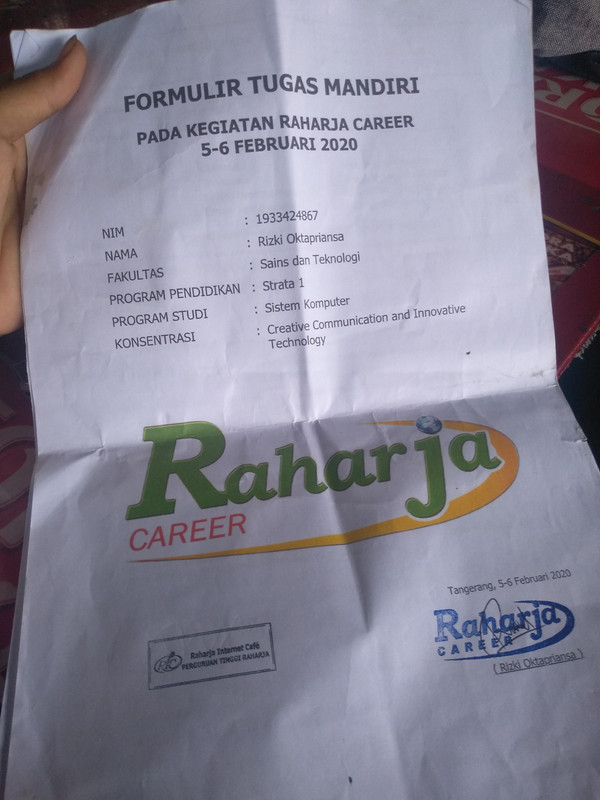 FORMULIR TUGAS MANDIRI
PADA KEGIATAN RAHARJA CAREER
5-6 FEBRUARI 2020
NIM : 1933424867
NAMA : Rizki Oktapriansa
FAKULTAS : Sains dan Teknologi
PROGRAM PENDIDIKAN : Strata 1
PROGRAM STUDI : Sistem Komputer
KONSENTRASI : Creative Communication and Innovative
Technology
Raharja
CAREER
Tangerang, 5-6 Februari 2020
Raharja
CAREER
( Rizki Oktapriansa )
Raharja Internet Café
PERGURUAN TINGGI RAHARJA